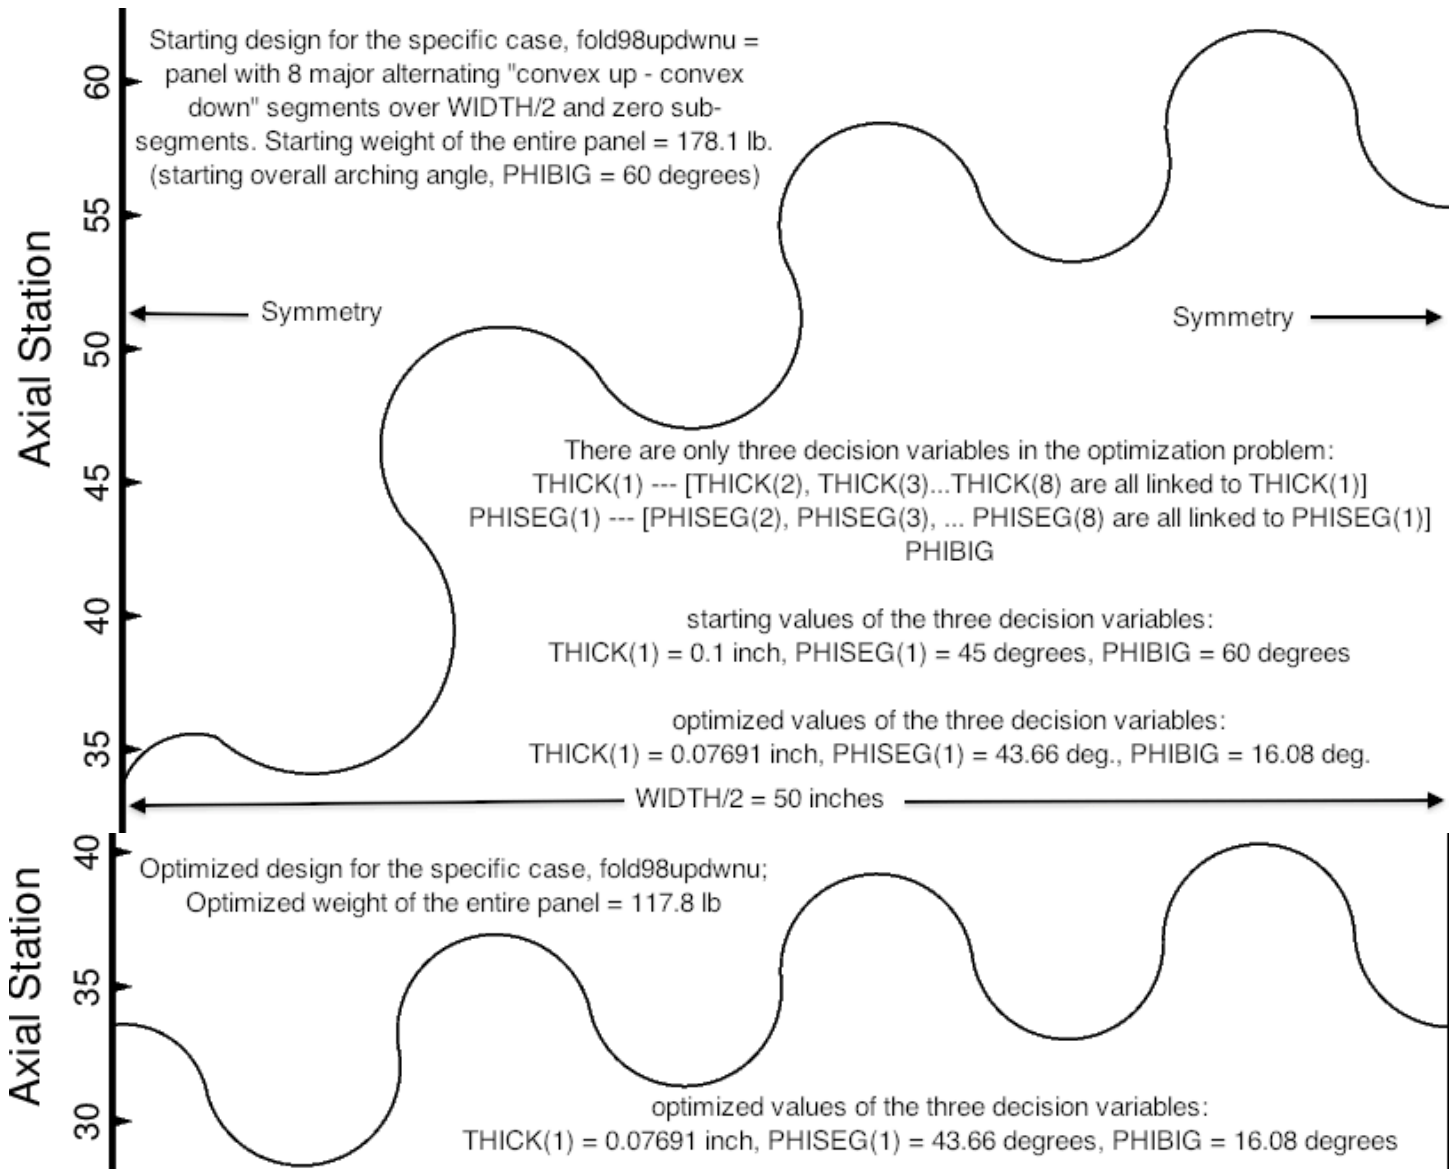 Starting design for the specific case, fold98updwnu =
panel with 8 major alternating "convex up - convex
down" segments over WIDTH/2 and zero sub-
segments. Starting weight of the entire panel = 178.1 lb.
(starting overall arching angle, PHIBIG = 60 degrees)
60
55
50
45
40
35
Axial Station
Symmetry
Symmetry
There are only three decision variables in the optimization problem:
THICK(1) --- [THICK(2), THICK(3)...THICK(8) are all linked to THICK(1)]
PHISEG(1) --- [PHISEG(2), PHISEG(3), ... PHISEG(8) are all linked to PHISEG(1)]
PHIBIG
starting values of the three decision variables:
THICK(1) = 0.1 inch, PHISEG(1) = 45 degrees, PHIBIG = 60 degrees
optimized values of the three decision variables:
THICK(1) = 0.07691 inch, PHISEG(1) = 43.66 deg., PHIBIG = 16.08 deg.
WIDTH/2 = 50 inches
40
35
30
Axial Station
Optimized design for the specific case, fold98updwnu;
Optimized weight of the entire panel = 117.8 lb
optimized values of the three decision variables:
THICK(1) = 0.07691 inch, PHISEG(1) = 43.66 degrees, PHIBIG = 16.08 degrees